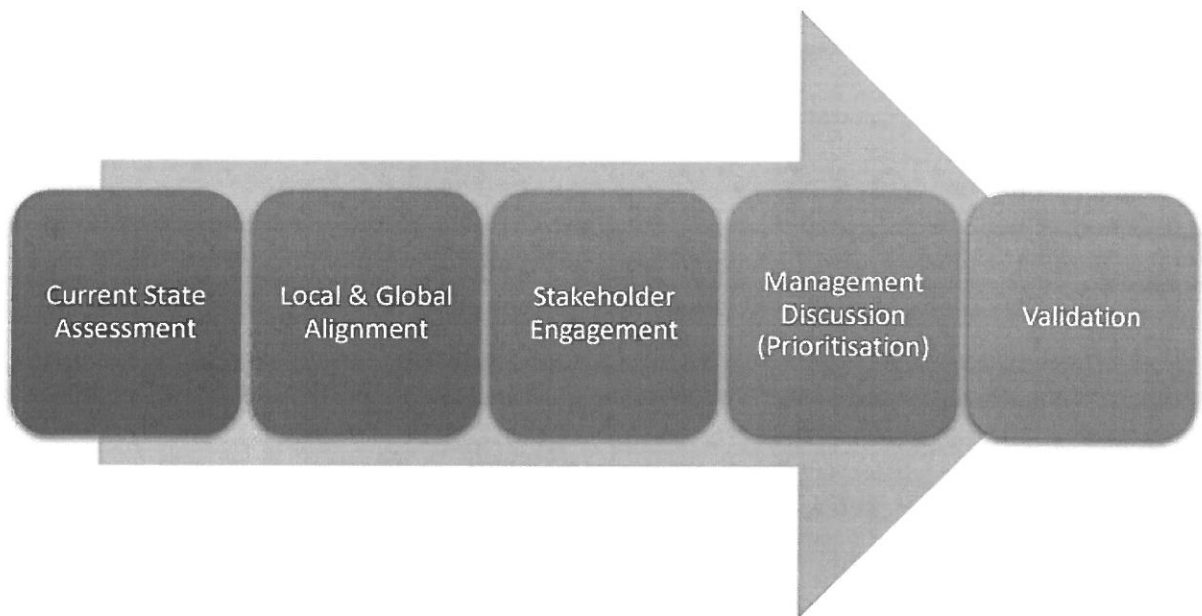 Current State
Assessment
Local & Global
Alignment
Stakeholder
Engagement
Management
Discussion
(Prioritisation)
Validation